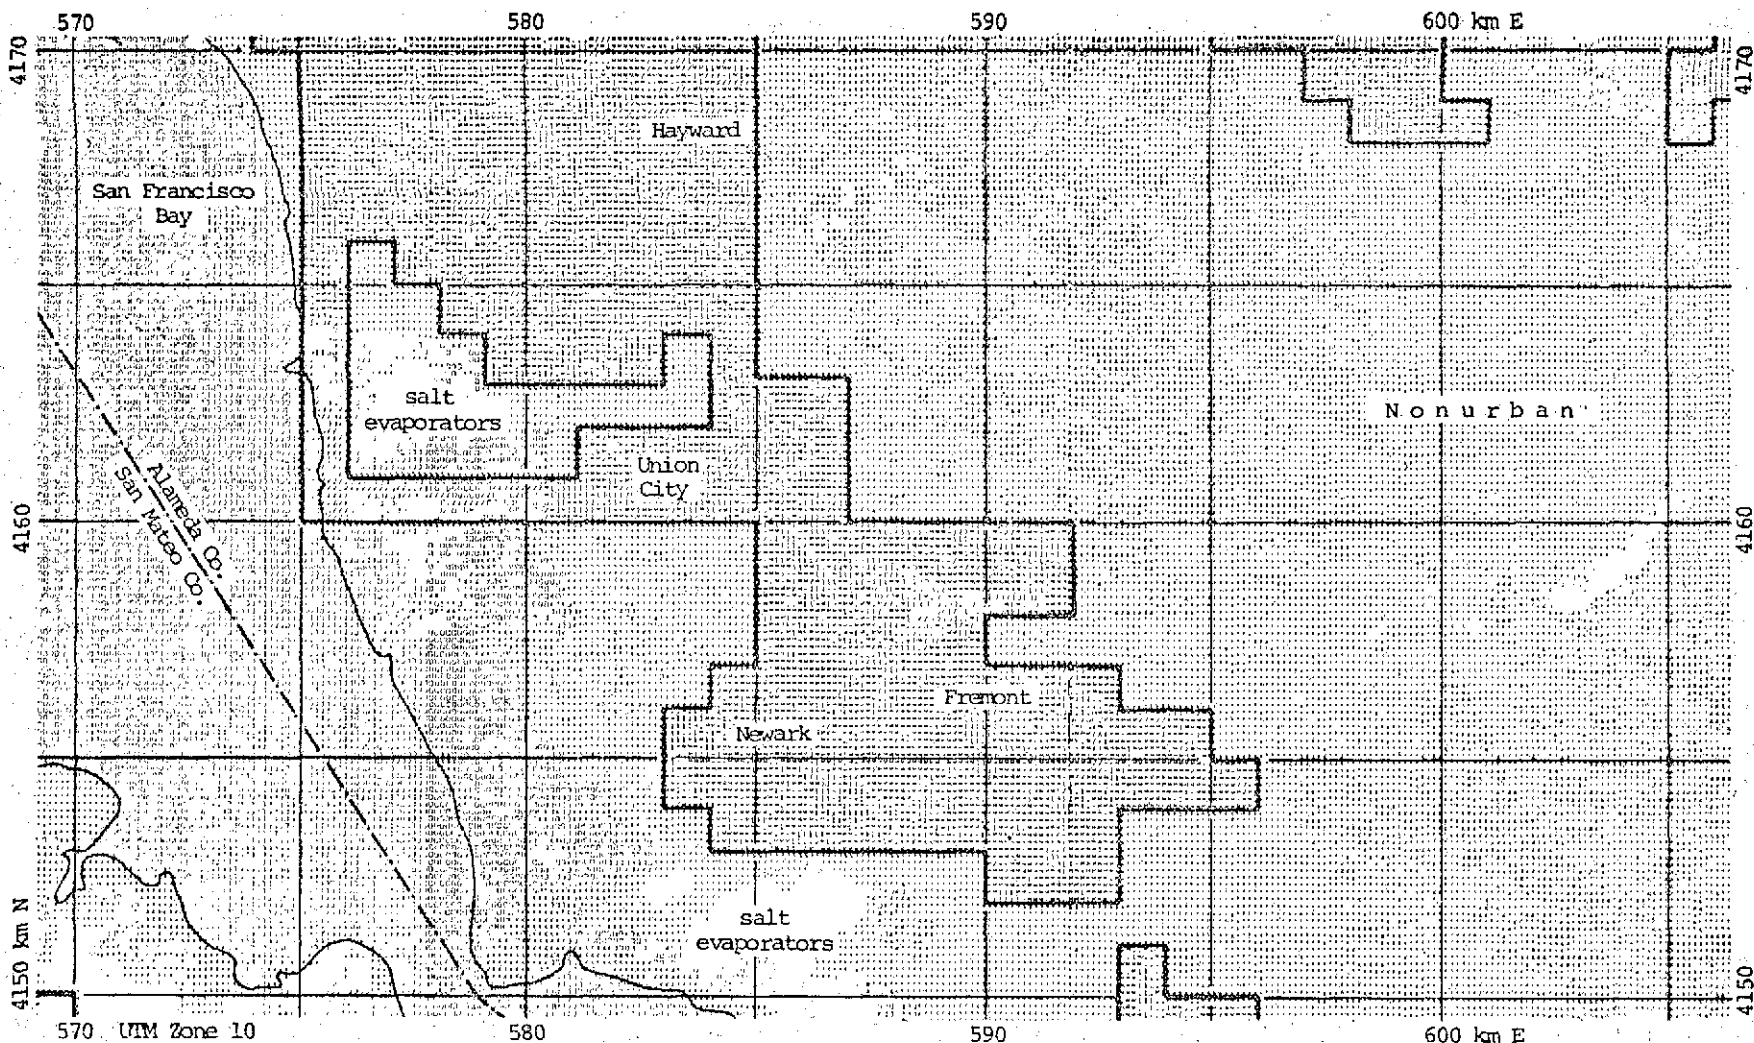 570
580
590
600 km E
4170
4170
Hayward
San Francisco
Bay
salt
evaporators
Nonurban
Union
City
Alameda Co.
San Mateo Co.
4160
4160
Fremont
Newark
salt
evaporators
4150 km N
4150
570
UTM Zone 10
580
590
600 km E